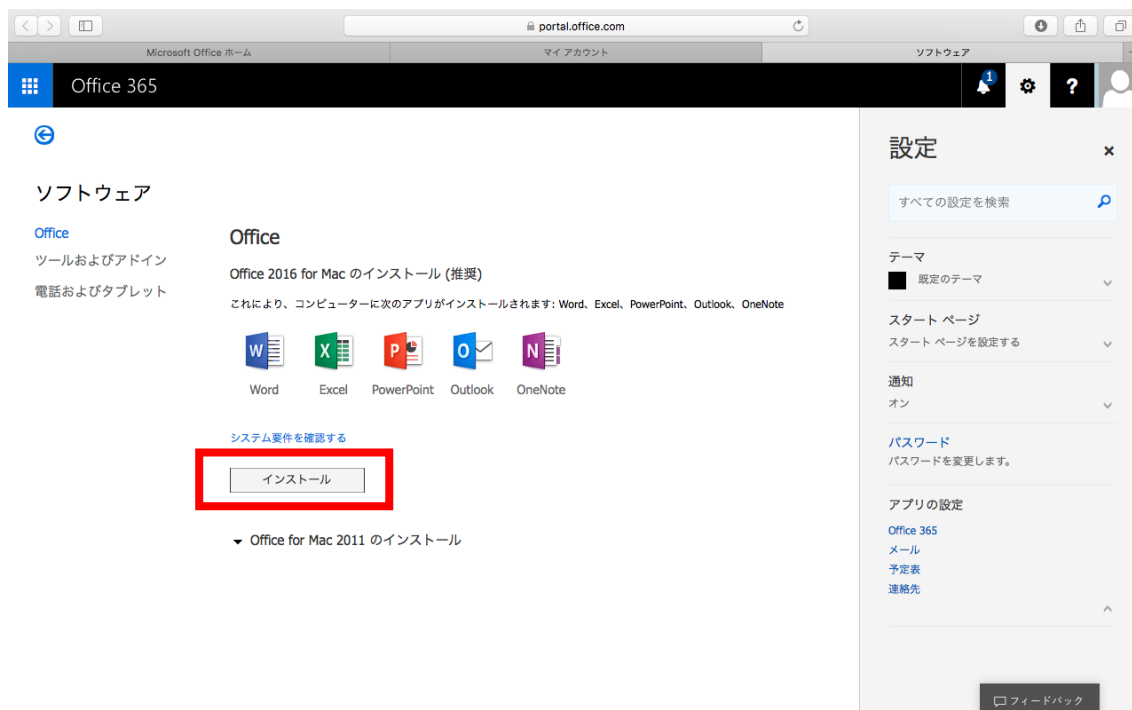 portal.office.com
Microsoft Office ホーム
マイ アカウント
ソフトウェア
Office 365
1
?
ソフトウェア
Office
ツールおよびアドイン
電話およびタブレット
Office
Office 2016 for Mac のインストール (推奨)
これにより、コンピューターに次のアプリがインストールされます: Word、Excel、PowerPoint、Outlook、OneNote
Word Excel PowerPoint Outlook OneNote
システム要件を確認する
インストール
Office for Mac 2011 のインストール
設定
すべての設定を検索
テーマ
既定のテーマ
スタート ページ
スタート ページを設定する
通知
オン
パスワード
パスワードを変更します。
アプリの設定
Office 365
メール
予定表
連絡先
フィードバック